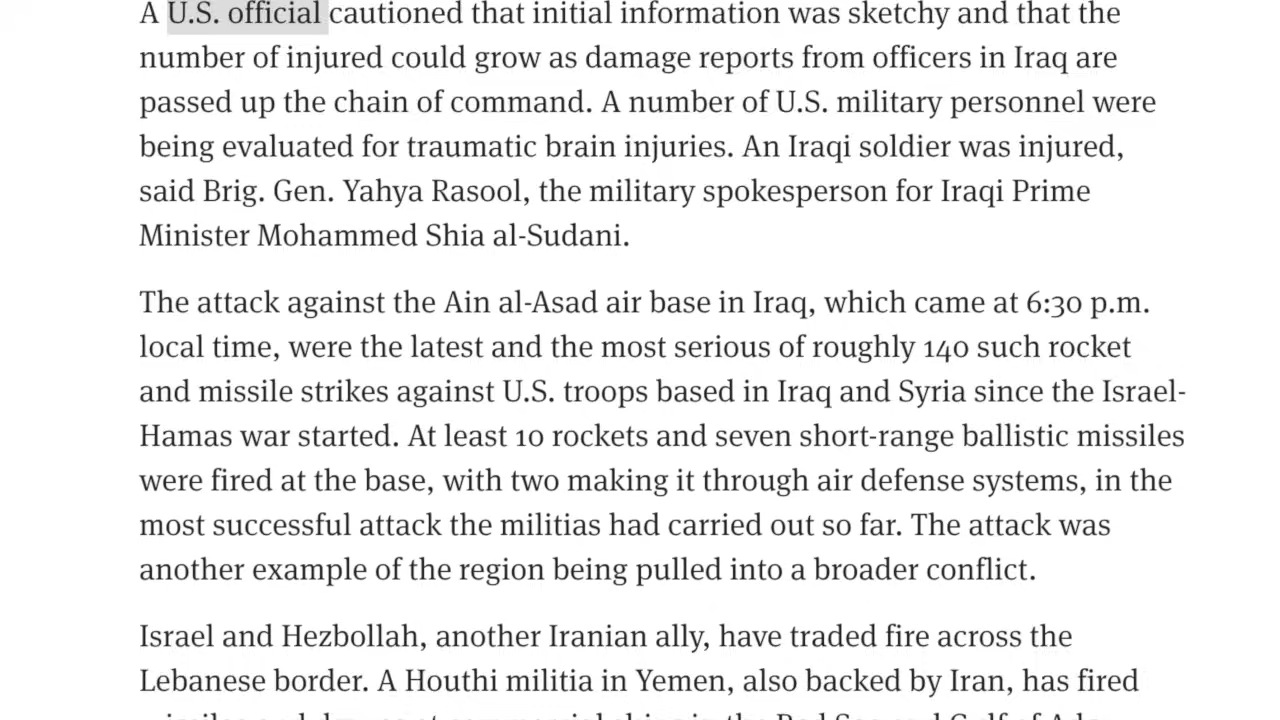 A U.S. official cautioned that initial information was sketchy and that the
number of injured could grow as damage reports from officers in Iraq are
passed up the chain of command. A number of U.S. military personnel were
being evaluated for traumatic brain injuries. An Iraqi soldier was injured,
said Brig. Gen. Yahya Rasool, the military spokesperson for Iraqi Prime
Minister Mohammed Shia al-Sudani.
The attack against the Ain al-Asad air base in Iraq, which came at 6:30 p.m.
local time, were the latest and the most serious of roughly 140 such rocket
and missile strikes against U.S. troops based in Iraq and Syria since the Israel-
Hamas war started. At least 10 rockets and seven short-range ballistic missiles
were fired at the base, with two making it through air defense systems, in the
most successful attack the militias had carried out so far. The attack was
another example of the region being pulled into a broader conflict.
Israel and Hezbollah, another Iranian ally, have traded fire across the
Lebanese border. A Houthi militia in Yemen, also backed by Iran, has fired